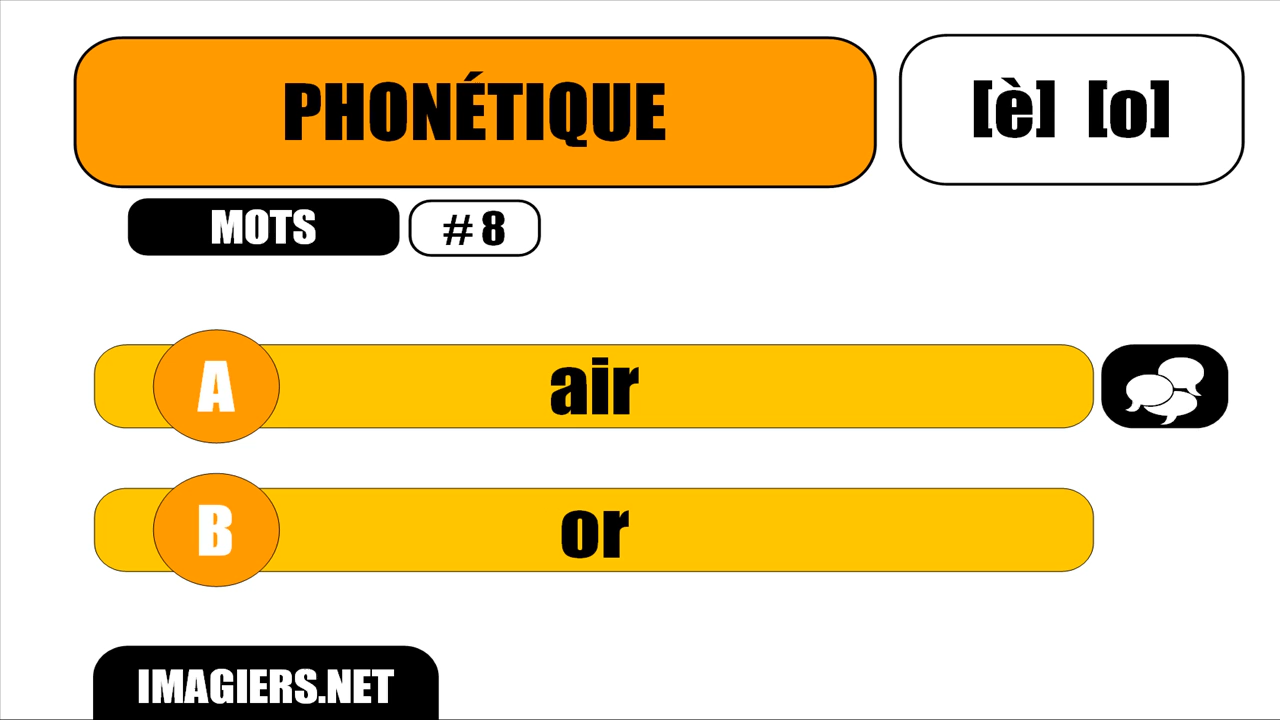 PHONÉTIQUE
[è] [o]
MOTS
# 8
A air
B or
IMAGIERS.NET